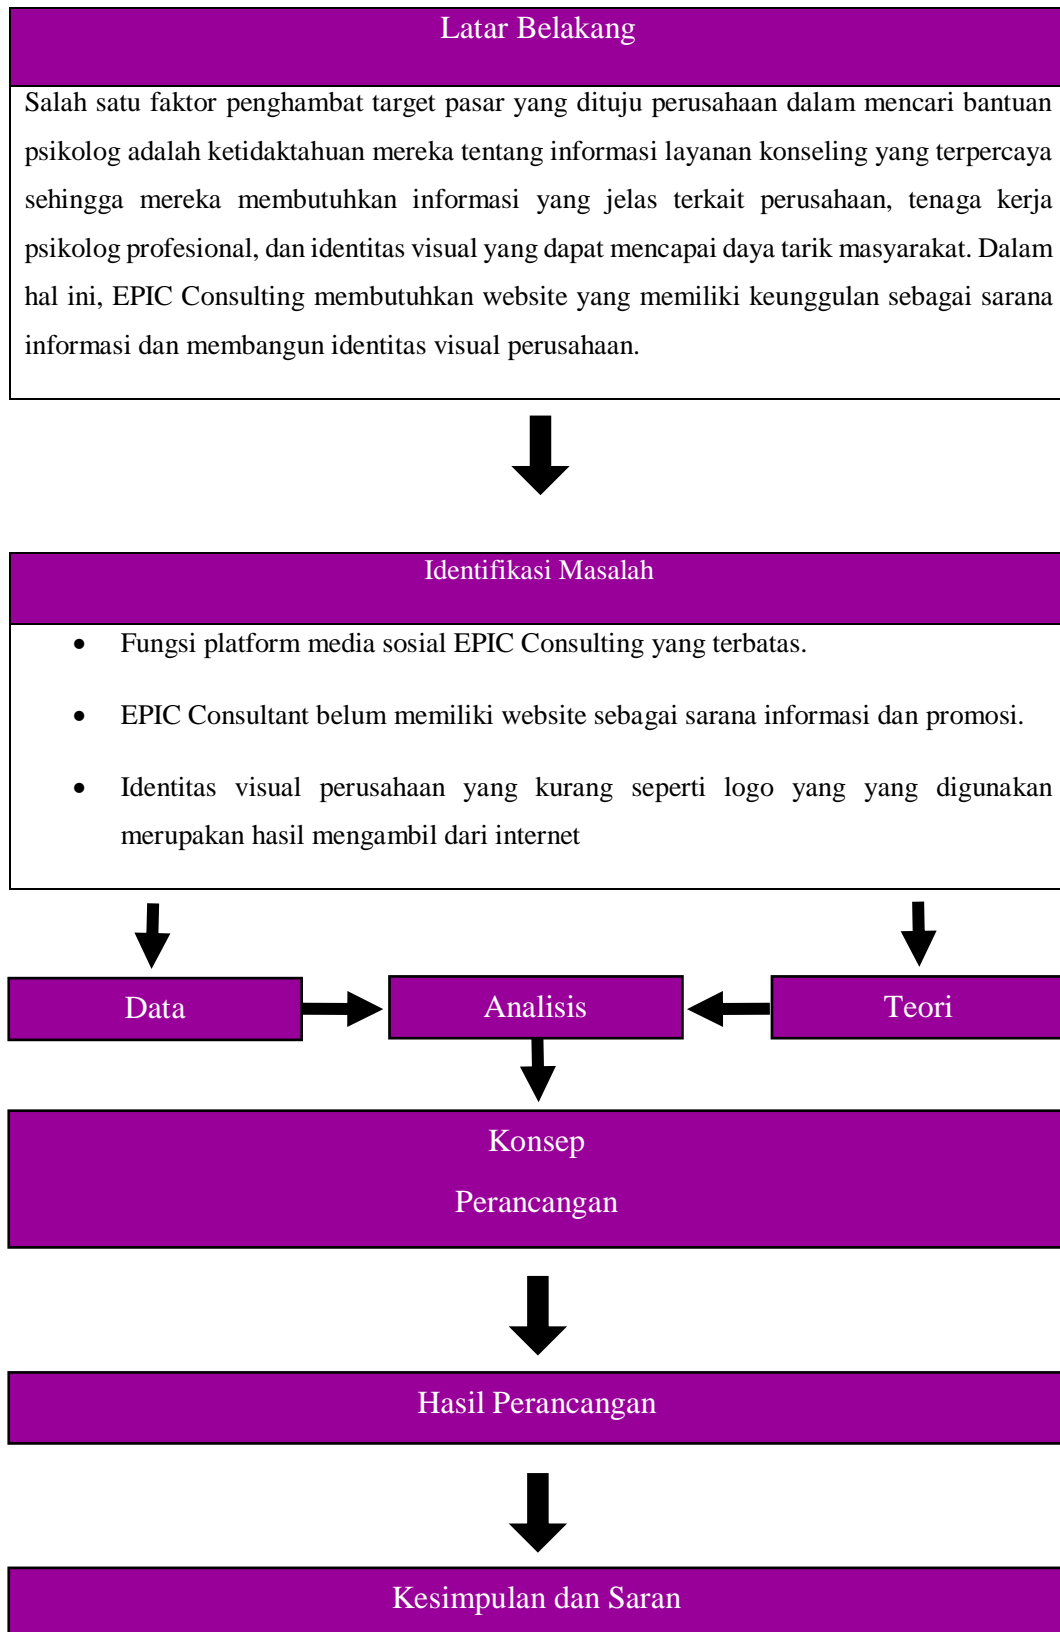 Latar Belakang
Salah satu faktor penghambat target pasar yang dituju perusahaan dalam mencari bantuan
psikolog adalah ketidaktahuan mereka tentang informasi layanan konseling yang terpercaya
sehingga mereka membutuhkan informasi yang jelas terkait perusahaan, tenaga kerja
psikolog profesional, dan identitas visual yang dapat mencapai daya tarik masyarakat. Dalam
hal ini, EPIC Consulting membutuhkan website yang memiliki keunggulan sebagai sarana
informasi dan membangun identitas visual perusahaan.
Identifikasi Masalah
• Fungsi platform media sosial EPIC Consulting yang terbatas.
• EPIC Consultant belum memiliki website sebagai sarana informasi dan promosi.
• Identitas visual perusahaan yang kurang seperti logo yang yang digunakan
merupakan hasil mengambil dari internet
Data
Analisis
Teori
Konsep
Perancangan
Hasil Perancangan
Kesimpulan dan Saran